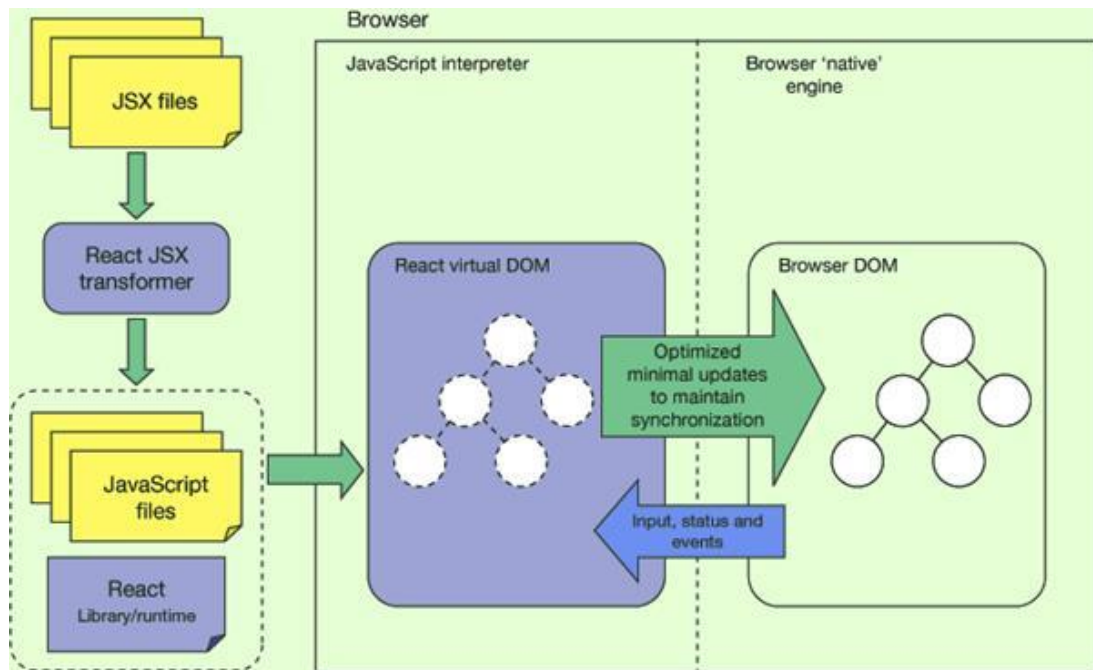 Browser
JSX files
JavaScript interpreter
Browser ‘native’
engine
React JSX
transformer
React virtual DOM
Browser DOM
Optimized
minimal updates
to maintain
synchronization
JavaScript
files
Input, status and
events
React
Library/runtime